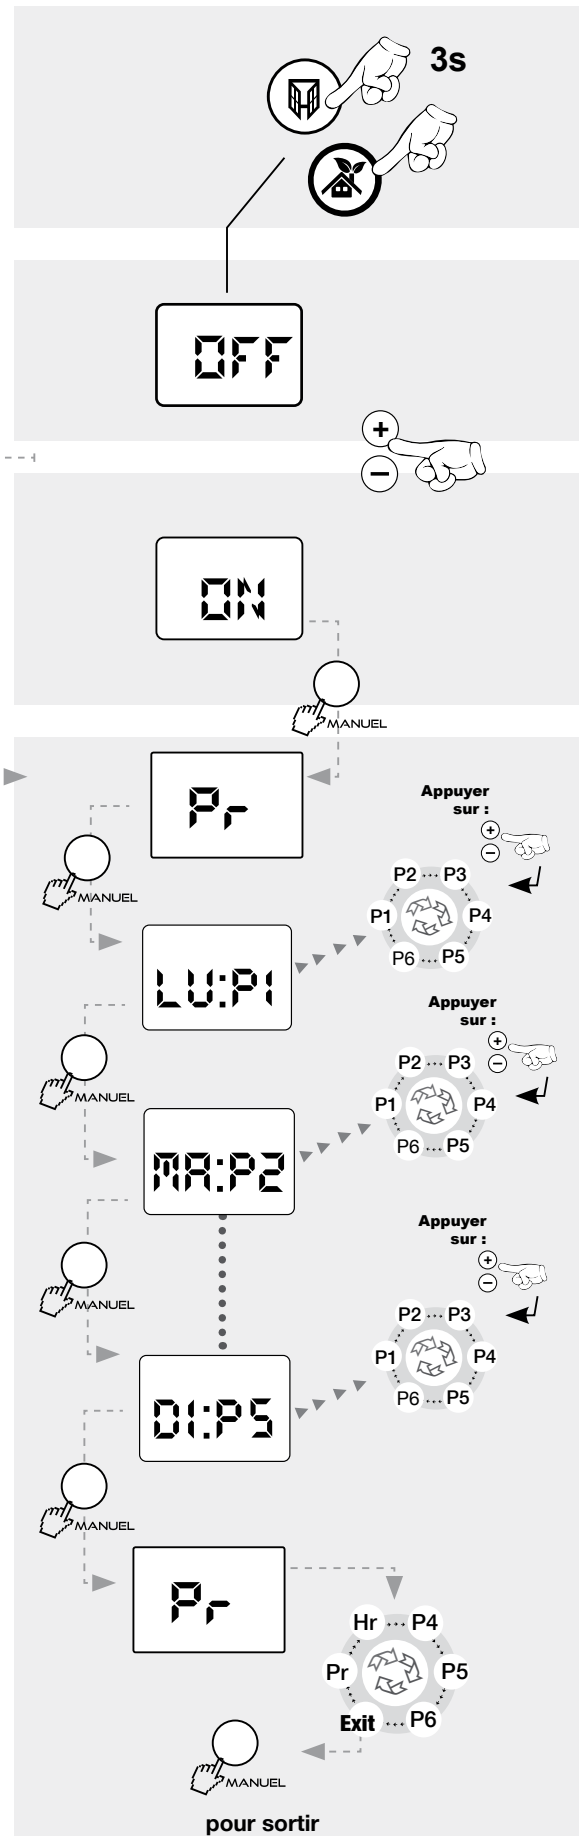 3s
OFF
+
−
ON
MANUEL
Pr
Appuyer
sur :
+
−
MANUEL
P2 P3
P1 P4
P6 P5
LU:P1
Appuyer
sur :
+
−
MANUEL
P2 P3
P1 P4
P6 P5
MA:P2
Appuyer
sur :
+
−
MANUEL
P2 P3
P1 P4
P6 P5
DI:P5
MANUEL
Pr
Hr P4
Pr P5
Exit P6
MANUEL
pour sortir